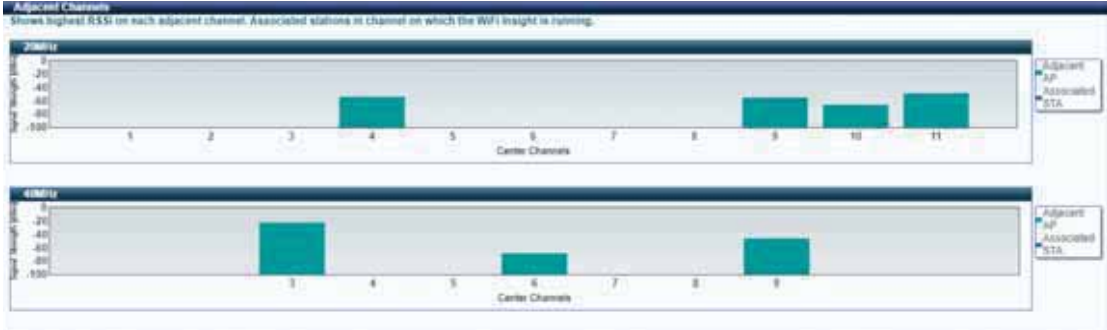 Adjacent Channels
Shows highest RSSI on each adjacent channel. Associated stations in channel on which the WiFi Insight is running.
20MHz
0
-20
-40
-60
-80
-100
1 2 3 4 5 6 7 8 9 10 11
Center Channels
Adjacent
AP
Associated
STA
40MHz
0
-20
-40
-60
-80
-100
3 4 5 6 7 8 9
Center Channels
Adjacent
AP
Associated
STA